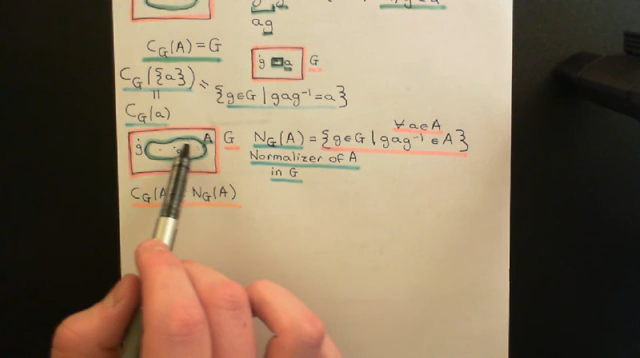 ag
C_G(A) = G
g a G
C_G({a}) = {g∈G | gag⁻¹ = a}
||
C_G(a)
∀a∈A
g A G N_G(A) = {g∈G | gag⁻¹ ∈ A}
Normalizer of A
in G
C_G(A N_G(A)